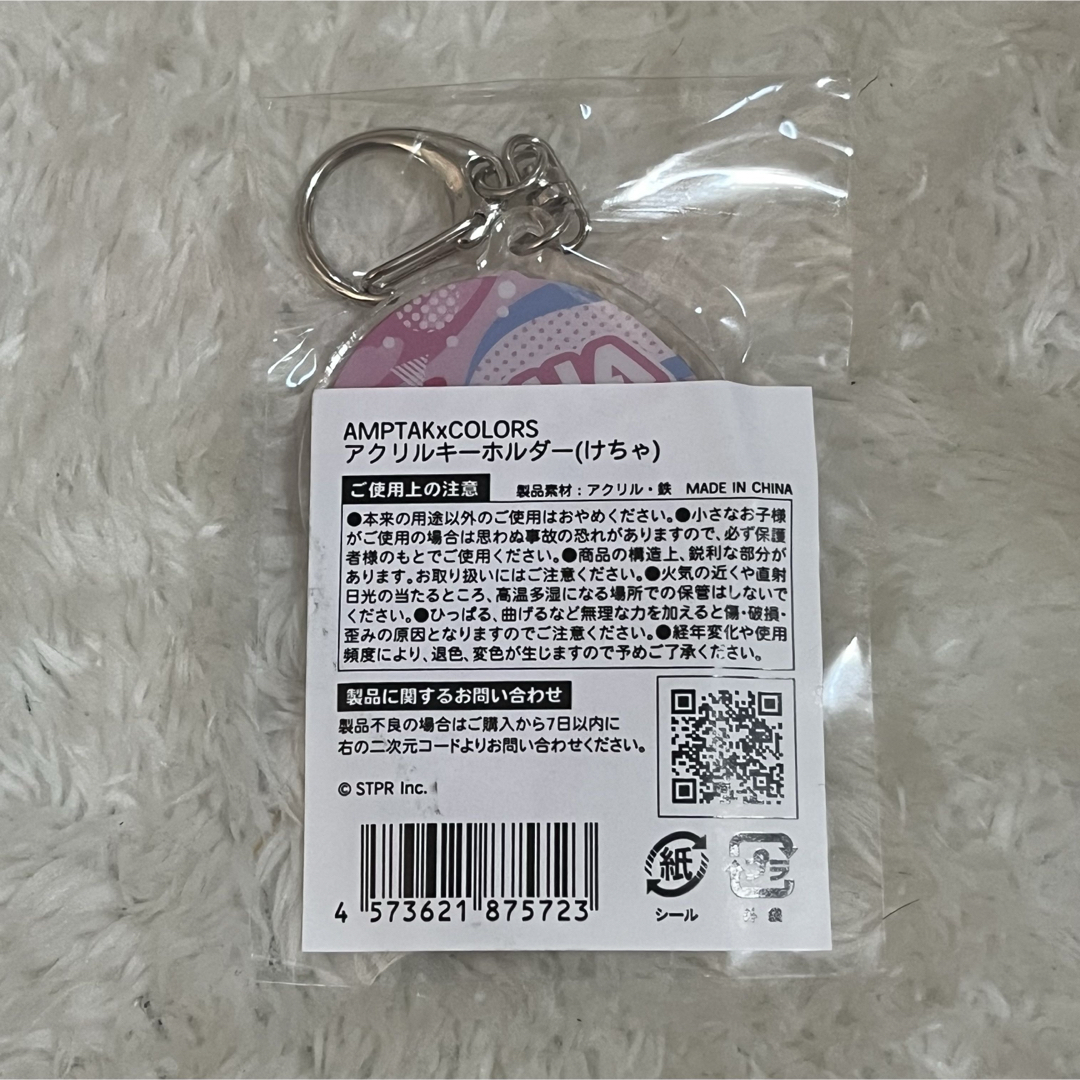 AMPTAKxCOLORS
アクリルキーホルダー(けちゃ)
ご使用上の注意 製品素材：アクリル・鉄 MADE IN CHINA
●本来の用途以外のご使用はおやめください。●小さなお子様
がご使用の場合は思わぬ事故の恐れがありますので、必ず保護
者様のもとでご使用ください。●商品の構造上、鋭利な部分が
あります。お取り扱いにはご注意ください。●火気の近くや直射
日光の当たるところ、高温多湿になる場所での保管はしないで
ください。●ひっぱる、曲げるなど無理な力を加えると傷・破損・
歪みの原因となりますのでご注意ください。●経年変化や使用
頻度により、退色、変色が生じますので予めご了承ください。
製品に関するお問い合わせ
製品不良の場合はご購入から7日以内に
右の二次元コードよりお問い合わせください。
© STPR Inc.
4 573621 875723
紙
シール
プラ
外袋